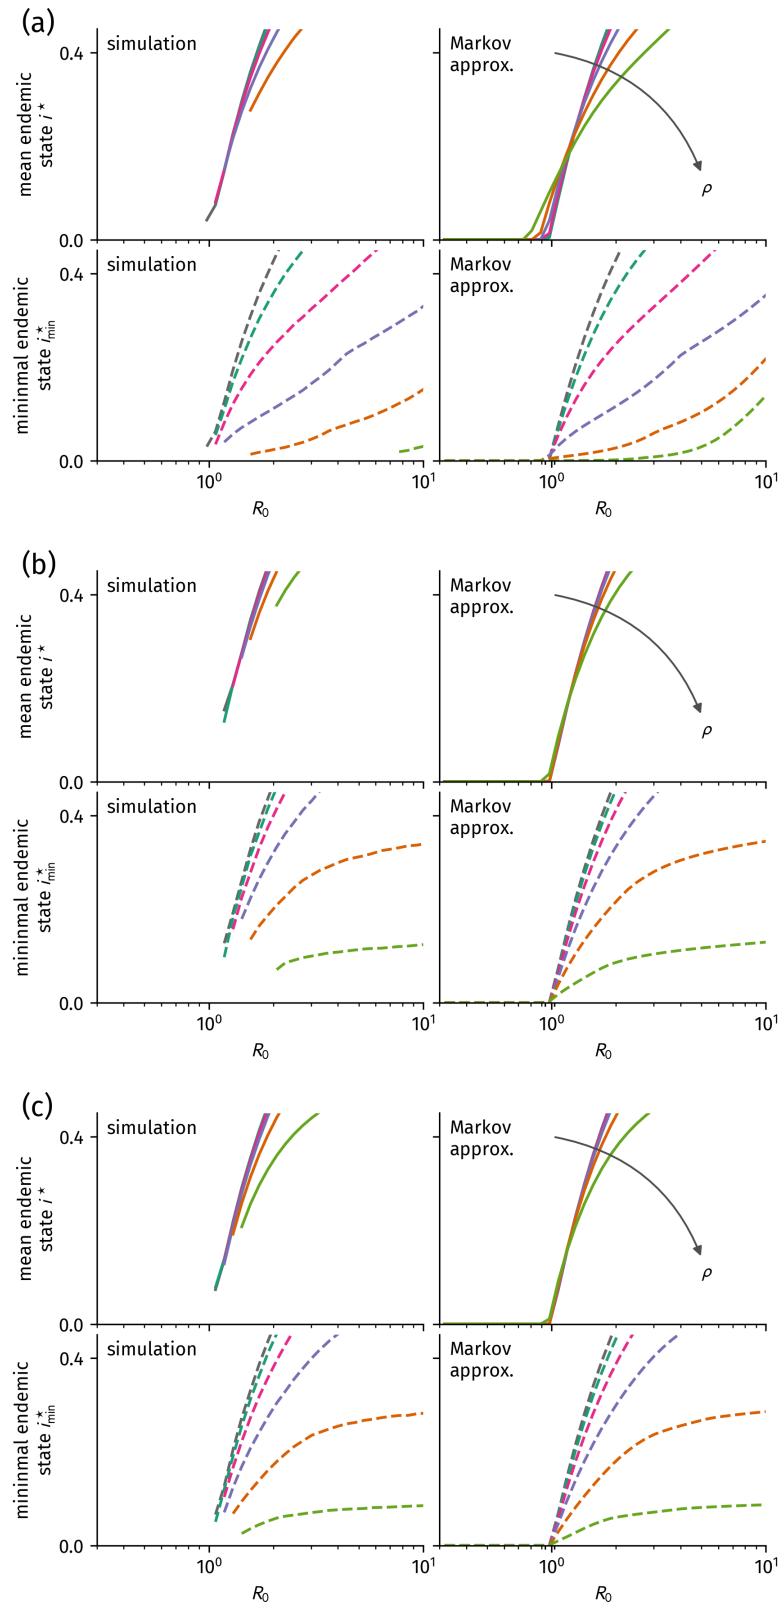 (a)
simulation
Markov
approx.
0.4
mean endemic
state i*
ρ
0.0
simulation
Markov
approx.
0.4
mininmal endemic
state i*min
0.0
10⁰
10¹
10⁰
10¹
R₀
R₀
(b)
simulation
Markov
approx.
0.4
mean endemic
state i*
ρ
0.0
simulation
Markov
approx.
0.4
mininmal endemic
state i*min
0.0
10⁰
10¹
10⁰
10¹
R₀
R₀
(c)
simulation
Markov
approx.
0.4
mean endemic
state i*
ρ
0.0
simulation
Markov
approx.
0.4
mininmal endemic
state i*min
0.0
10⁰
10¹
10⁰
10¹
R₀
R₀